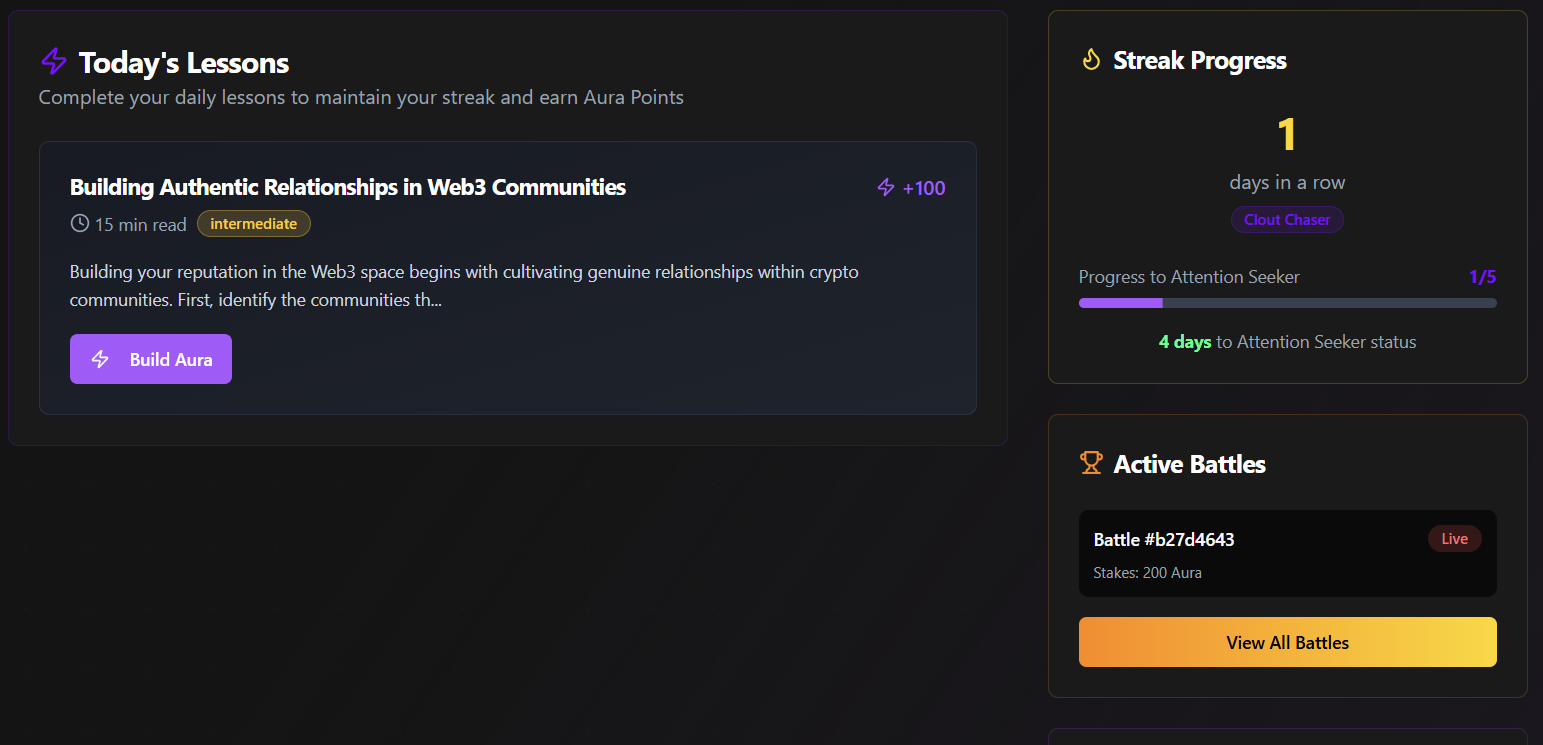 Today's Lessons
Complete your daily lessons to maintain your streak and earn Aura Points
Building Authentic Relationships in Web3 Communities
+100
15 min read
intermediate
Building your reputation in the Web3 space begins with cultivating genuine relationships within crypto
communities. First, identify the communities th...
Build Aura
Streak Progress
1
days in a row
Clout Chaser
Progress to Attention Seeker
1/5
4 days to Attention Seeker status
Active Battles
Battle #b27d4643
Live
Stakes: 200 Aura
View All Battles